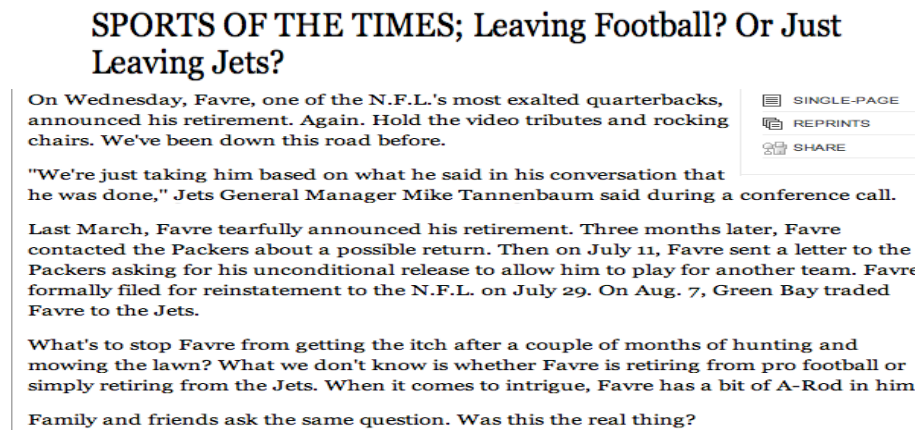 SPORTS OF THE TIMES; Leaving Football? Or Just
Leaving Jets?
On Wednesday, Favre, one of the N.F.L.'s most exalted quarterbacks,
announced his retirement. Again. Hold the video tributes and rocking
chairs. We've been down this road before.
SINGLE-PAGE
REPRINTS
SHARE
"We're just taking him based on what he said in his conversation that
he was done," Jets General Manager Mike Tannenbaum said during a conference call.
Last March, Favre tearfully announced his retirement. Three months later, Favre
contacted the Packers about a possible return. Then on July 11, Favre sent a letter to the
Packers asking for his unconditional release to allow him to play for another team. Favre
formally filed for reinstatement to the N.F.L. on July 29. On Aug. 7, Green Bay traded
Favre to the Jets.
What's to stop Favre from getting the itch after a couple of months of hunting and
mowing the lawn? What we don't know is whether Favre is retiring from pro football or
simply retiring from the Jets. When it comes to intrigue, Favre has a bit of A-Rod in him
Family and friends ask the same question. Was this the real thing?